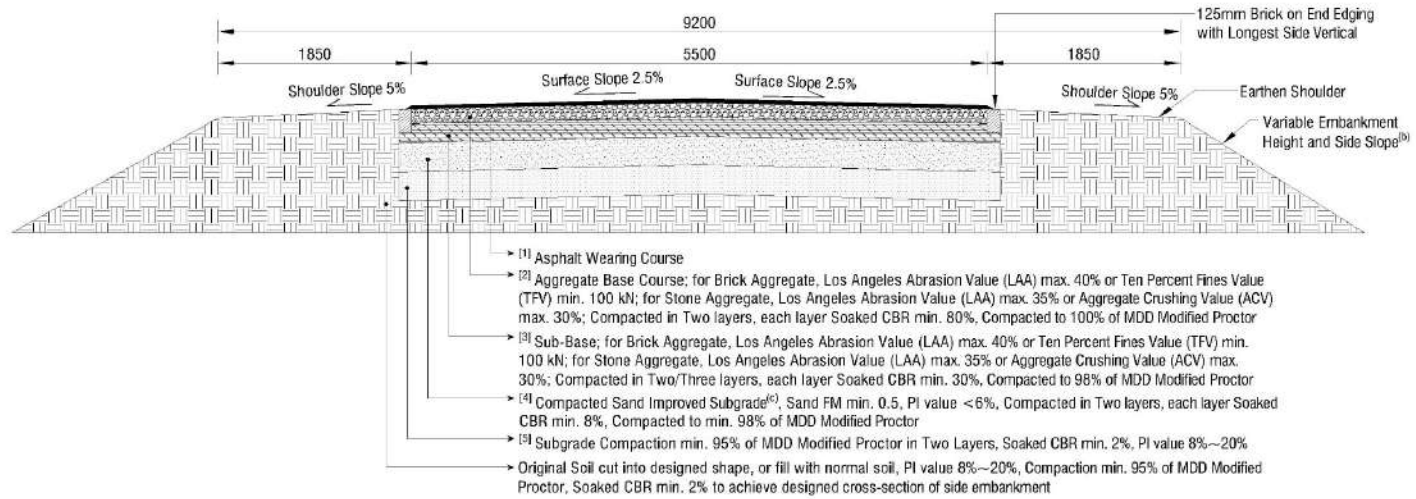 9200
125mm Brick on End Edging
with Longest Side Vertical
1850
5500
1850
Shoulder Slope 5%
Surface Slope 2.5%
Surface Slope 2.5%
Shoulder Slope 5%
Earthen Shoulder
Variable Embankment
Height and Side Slope(b)
[1] Asphalt Wearing Course
[2] Aggregate Base Course; for Brick Aggregate, Los Angeles Abrasion Value (LAA) max. 40% or Ten Percent Fines Value
(TFV) min. 100 kN; for Stone Aggregate, Los Angeles Abrasion Value (LAA) max. 35% or Aggregate Crushing Value (ACV)
max. 30%; Compacted in Two layers, each layer Soaked CBR min. 80%, Compacted to 100% of MDD Modified Proctor
[3] Sub-Base; for Brick Aggregate, Los Angeles Abrasion Value (LAA) max. 40% or Ten Percent Fines Value (TFV) min.
100 kN; for Stone Aggregate, Los Angeles Abrasion Value (LAA) max. 35% or Aggregate Crushing Value (ACV) max.
30%; Compacted in Two/Three layers, each layer Soaked CBR min. 30%, Compacted to 98% of MDD Modified Proctor
[4] Compacted Sand Improved Subgrade(c), Sand FM min. 0.5, PI value <6%, Compacted in Two layers, each layer Soaked
CBR min. 8%, Compacted to min. 98% of MDD Modified Proctor
[5] Subgrade Compaction min. 95% of MDD Modified Proctor in Two Layers, Soaked CBR min. 2%, PI value 8%~20%
Original Soil cut into designed shape, or fill with normal soil, PI value 8%~20%, Compaction min. 95% of MDD Modified
Proctor, Soaked CBR min. 2% to achieve designed cross-section of side embankment